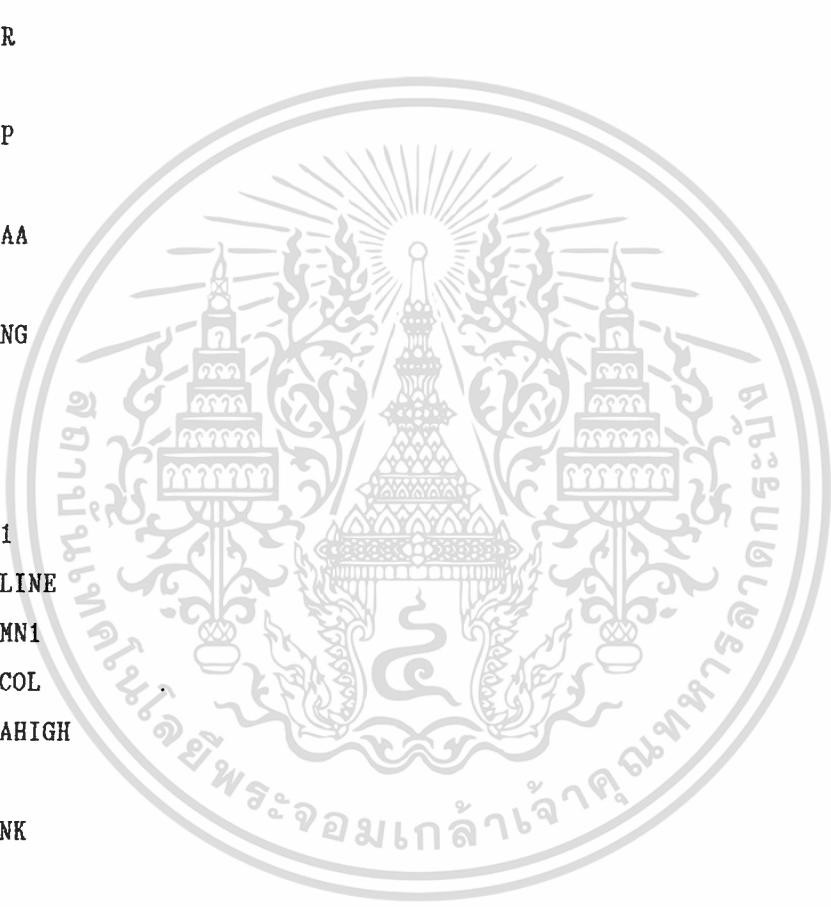 R
P
AA
NG
1
LINE
MN1
COL
AHIGH
NK
สถาบันเทคโนโลยีพระจอมเกล้าเจ้าคุณทหารลาดกระบัง